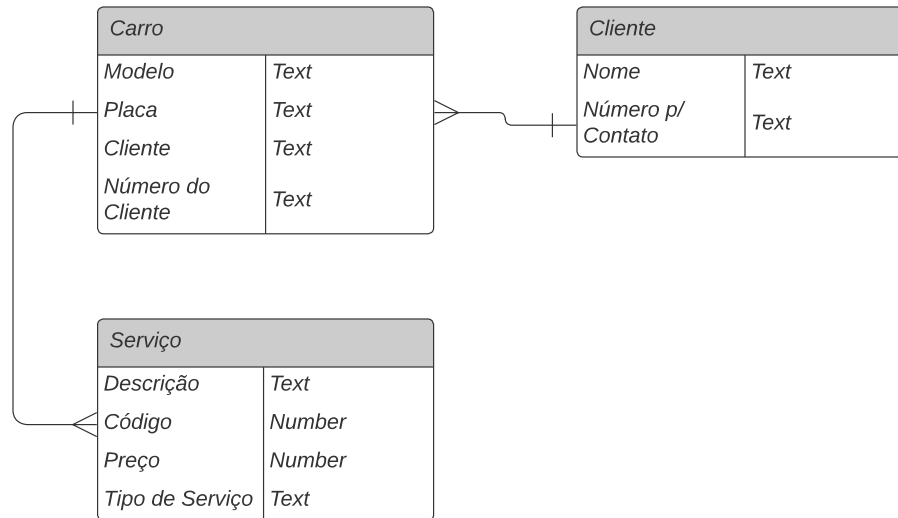 Carro
Modelo Text
Placa Text
Cliente Text
Número do
Cliente Text
Cliente
Nome Text
Número p/
Contato Text
Serviço
Descrição Text
Código Number
Preço Number
Tipo de Serviço Text